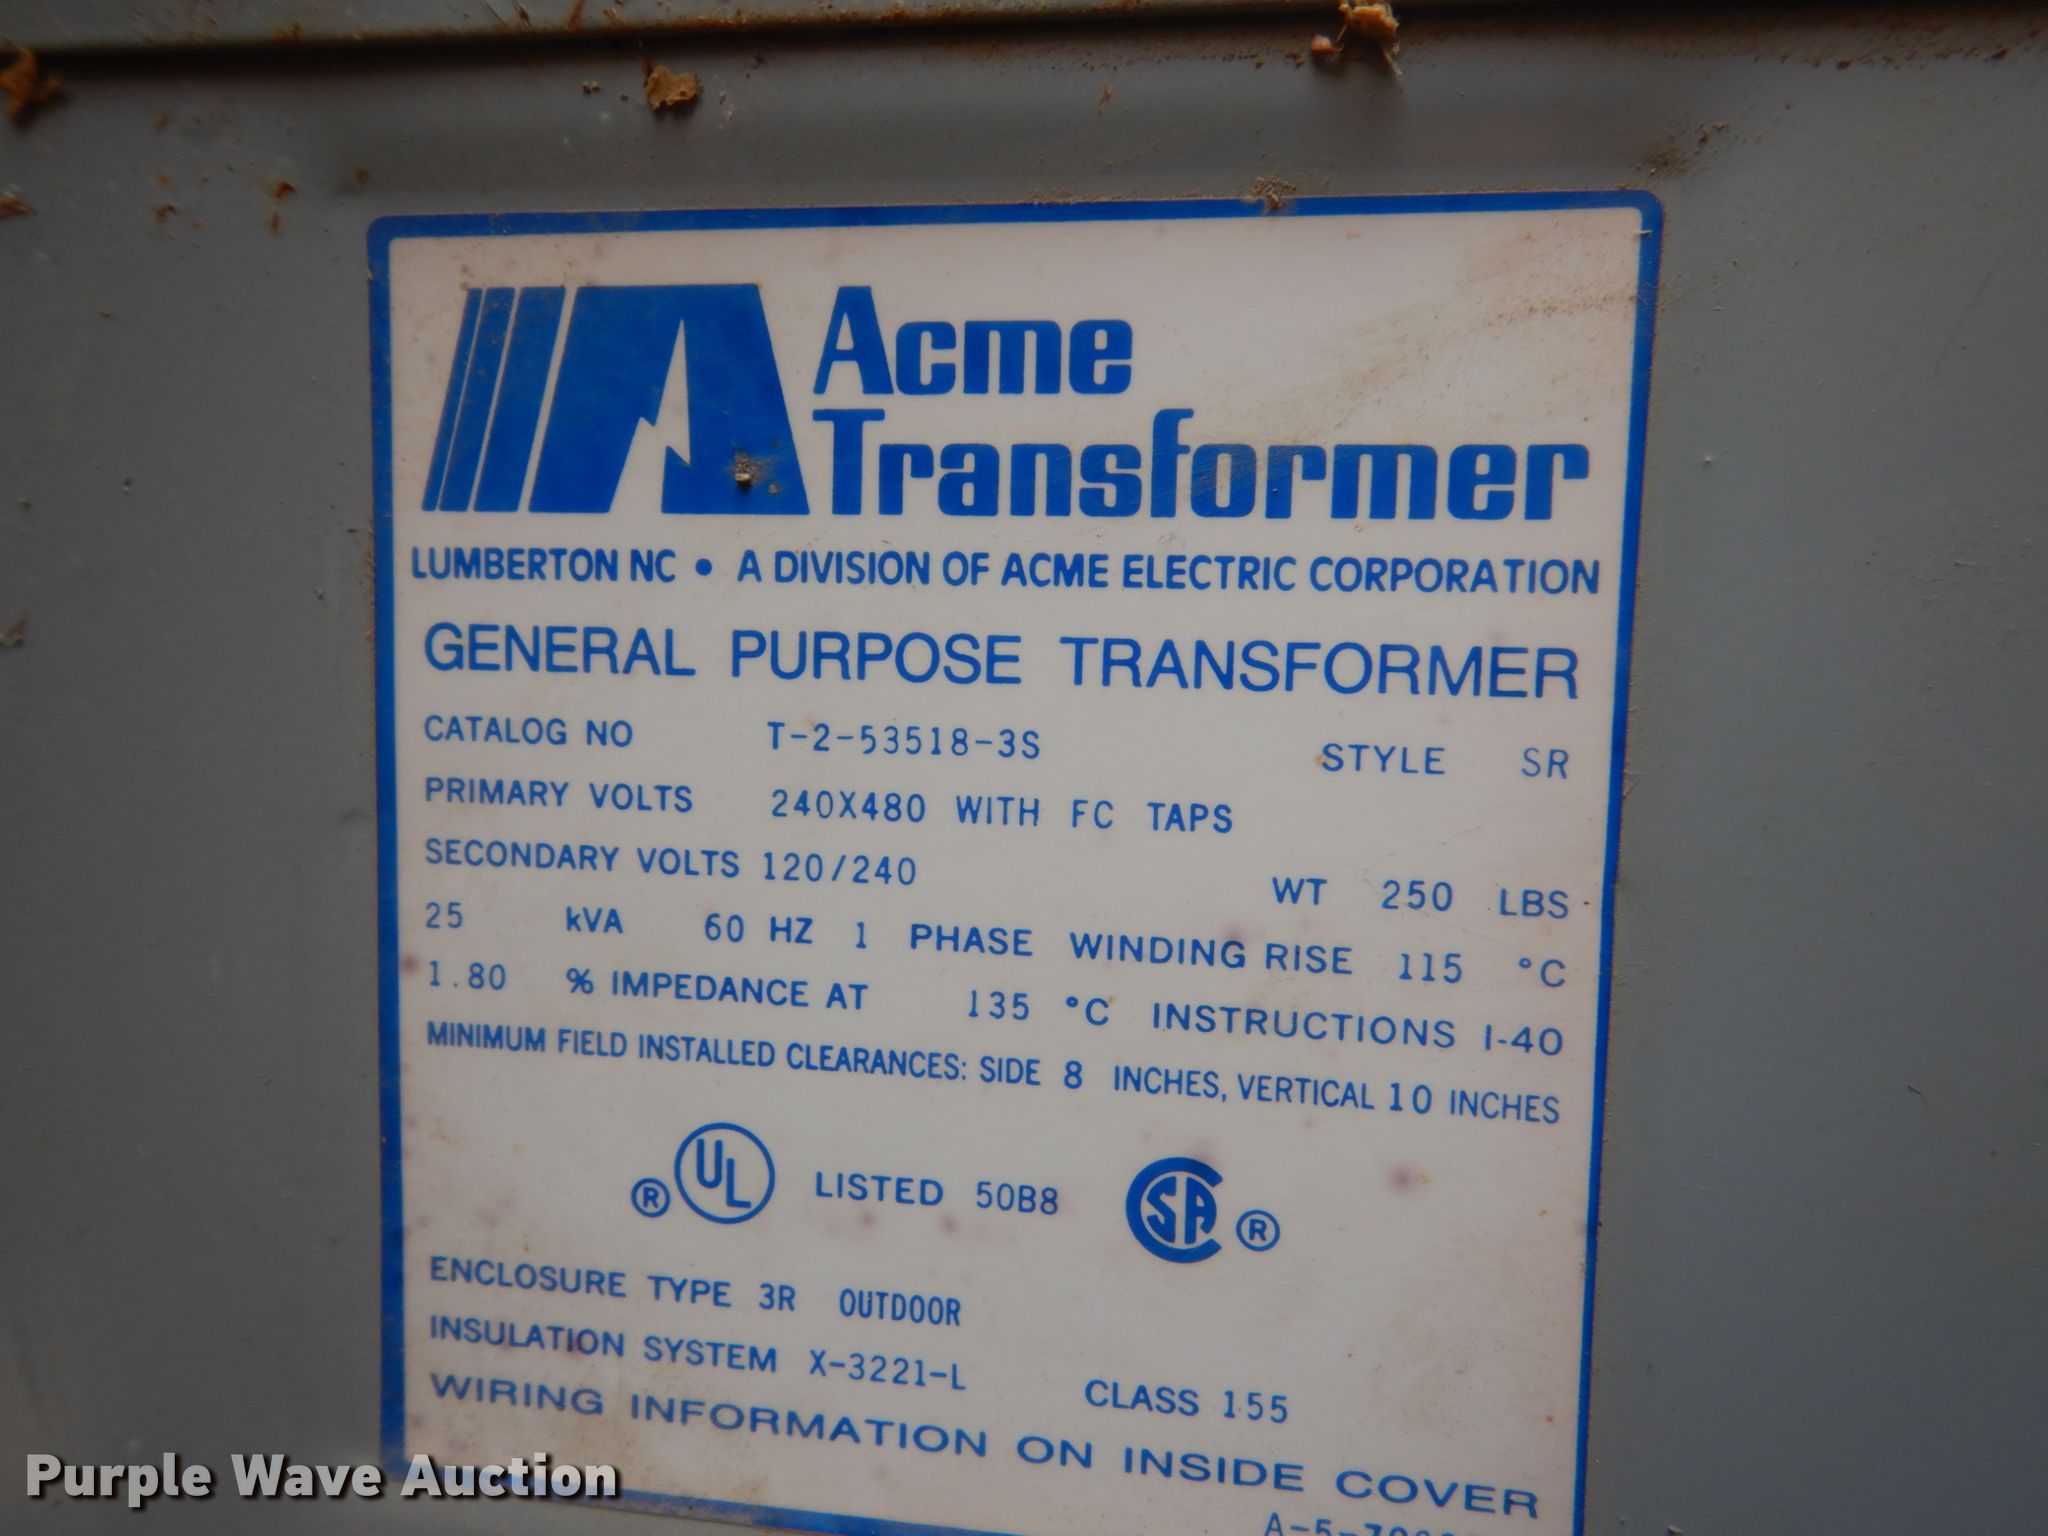 Acme
Transformer
LUMBERTON NC • A DIVISION OF ACME ELECTRIC CORPORATION
GENERAL PURPOSE TRANSFORMER
CATALOG NO T-2-53518-3S STYLE SR
PRIMARY VOLTS 240X480 WITH FC TAPS
SECONDARY VOLTS 120/240 WT 250 LBS
25 kVA 60 HZ 1 PHASE WINDING RISE 115 °C
1.80 % IMPEDANCE AT 135 °C INSTRUCTIONS I-40
MINIMUM FIELD INSTALLED CLEARANCES: SIDE 8 INCHES, VERTICAL 10 INCHES
® UL LISTED 50B8 CSA ®
ENCLOSURE TYPE 3R OUTDOOR
INSULATION SYSTEM X-3221-L CLASS 155
WIRING INFORMATION ON INSIDE COVER
Purple Wave Auction